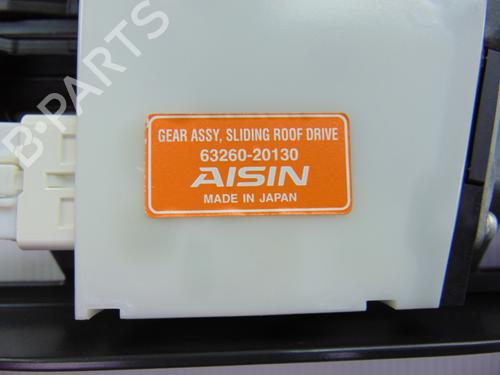 B-PARTS
GEAR ASSY, SLIDING ROOF DRIVE
63260-20130
AISIN
MADE IN JAPAN